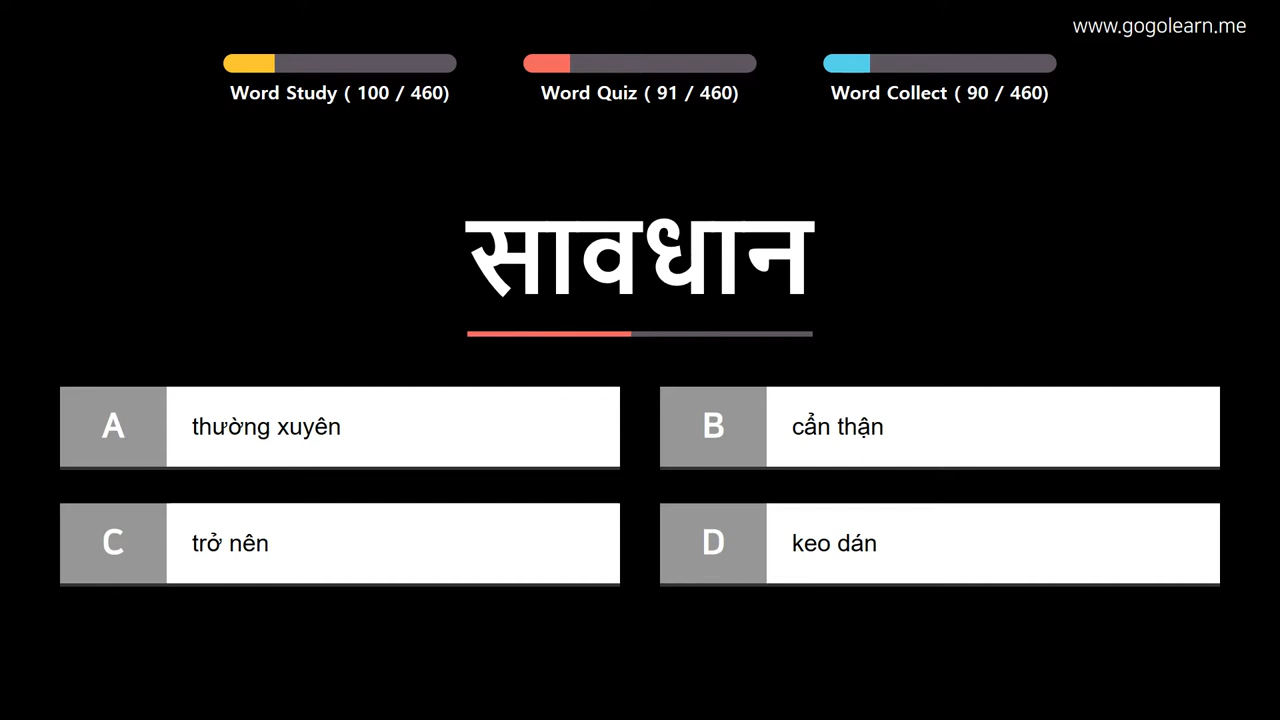 www.gogolearn.me
Word Study ( 100 / 460)
Word Quiz ( 91 / 460)
Word Collect ( 90 / 460)
सावधान
A
thường xuyên
B
cẩn thận
C
trở nên
D
keo dán